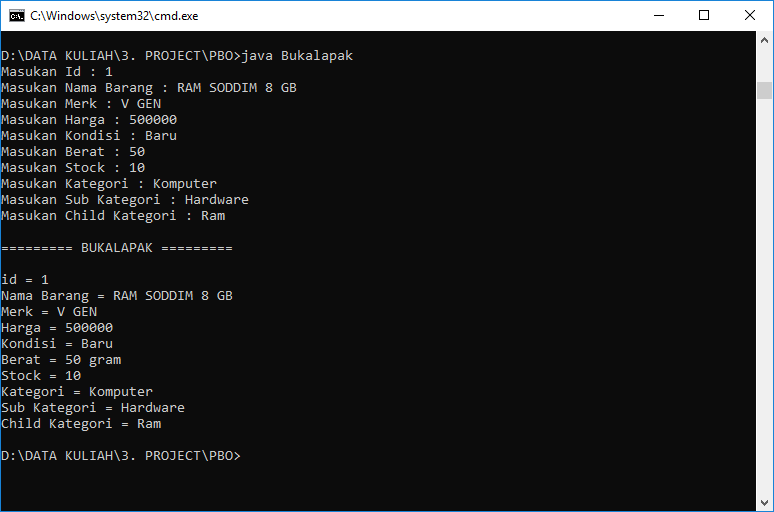 C:\Windows\system32\cmd.exe
D:\DATA KULIAH\3. PROJECT\PBO>java Bukalapak
Masukan Id : 1
Masukan Nama Barang : RAM SODDIM 8 GB
Masukan Merk : V GEN
Masukan Harga : 500000
Masukan Kondisi : Baru
Masukan Berat : 50
Masukan Stock : 10
Masukan Kategori : Komputer
Masukan Sub Kategori : Hardware
Masukan Child Kategori : Ram
========= BUKALAPAK =========
id = 1
Nama Barang = RAM SODDIM 8 GB
Merk = V GEN
Harga = 500000
Kondisi = Baru
Berat = 50 gram
Stock = 10
Kategori = Komputer
Sub Kategori = Hardware
Child Kategori = Ram
D:\DATA KULIAH\3. PROJECT\PBO>